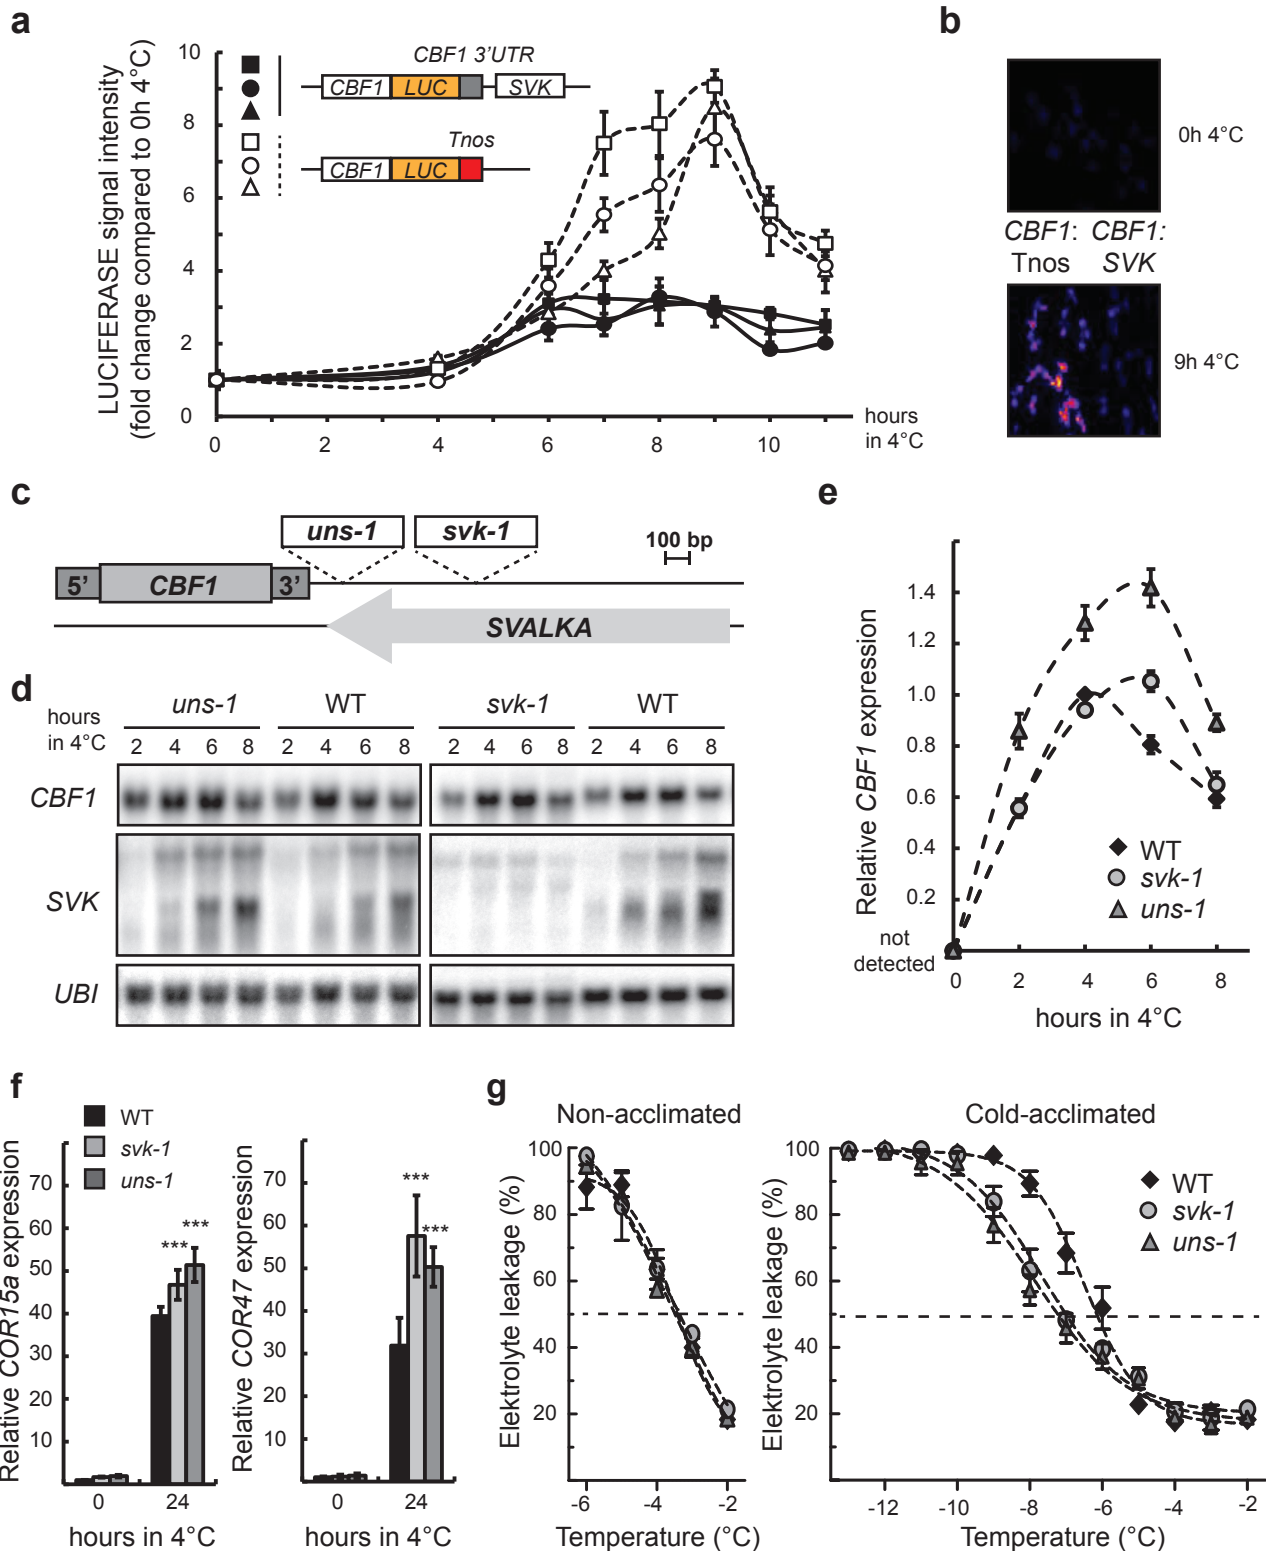 a
LUCIFERASE signal intensity
(fold change compared to 0h 4°C)
10
8
6
4
2
0
0
2
4
6
8
10
hours
in 4°C
CBF1 3’UTR
CBF1
LUC
SVK
Tnos
CBF1
LUC
b
0h 4°C
CBF1: CBF1:
Tnos SVK
9h 4°C
c
uns-1
svk-1
100 bp
5’
CBF1
3’
SVALKA
d
hours
in 4°C
uns-1
WT
svk-1
WT
2 4 6 8 2 4 6 8 2 4 6 8 2 4 6 8
CBF1
SVK
UBI
e
Relative CBF1 expression
1.4
1.2
1.0
0.8
0.6
0.4
0.2
not
detected
0 2 4 6 8
hours in 4°C
WT
svk-1
uns-1
f
WT
svk-1
uns-1
Relative COR15a expression
70
60
50
40
30
20
10
*** ***
0 24
hours in 4°C
Relative COR47 expression
70
60
50
40
30
20
10
*** ***
0 24
hours in 4°C
g
Non-acclimated
Elektrolyte leakage (%)
100
80
60
40
20
-6 -4 -2
Temperature (°C)
Cold-acclimated
Elektrolyte leakage (%)
100
80
60
40
20
-12 -10 -8 -6 -4 -2
Temperature (°C)
WT
svk-1
uns-1